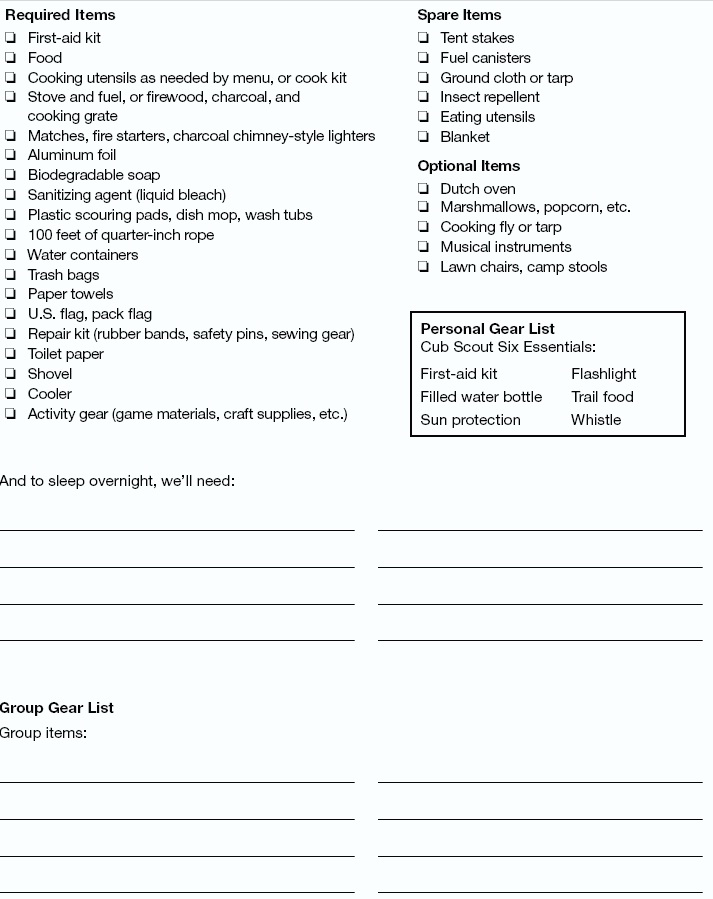 Required Items
❏ First-aid kit
❏ Food
❏ Cooking utensils as needed by menu, or cook kit
❏ Stove and fuel, or firewood, charcoal, and
cooking grate
❏ Matches, fire starters, charcoal chimney-style lighters
❏ Aluminum foil
❏ Biodegradable soap
❏ Sanitizing agent (liquid bleach)
❏ Plastic scouring pads, dish mop, wash tubs
❏ 100 feet of quarter-inch rope
❏ Water containers
❏ Trash bags
❏ Paper towels
❏ U.S. flag, pack flag
❏ Repair kit (rubber bands, safety pins, sewing gear)
❏ Toilet paper
❏ Shovel
❏ Cooler
❏ Activity gear (game materials, craft supplies, etc.)
Spare Items
❏ Tent stakes
❏ Fuel canisters
❏ Ground cloth or tarp
❏ Insect repellent
❏ Eating utensils
❏ Blanket
Optional Items
❏ Dutch oven
❏ Marshmallows, popcorn, etc.
❏ Cooking fly or tarp
❏ Musical instruments
❏ Lawn chairs, camp stools
Personal Gear List
Cub Scout Six Essentials:
First-aid kit Flashlight
Filled water bottle Trail food
Sun protection Whistle
And to sleep overnight, we'll need:
Group Gear List
Group items: